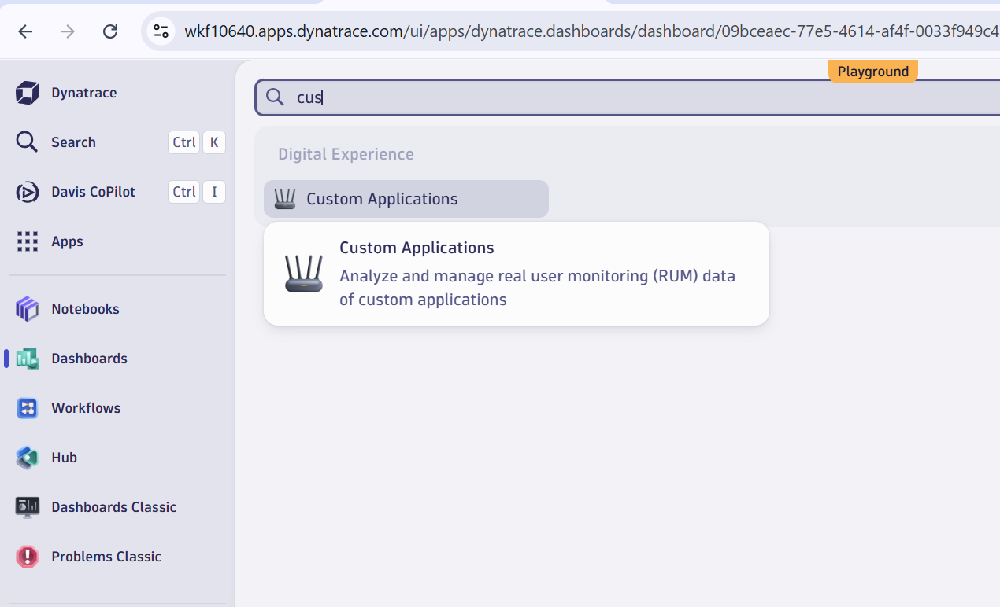 wkf10640.apps.dynatrace.com/ui/apps/dynatrace.dashboards/dashboard/09bceaec-77e5-4614-af4f-0033f949c4
Playground
Dynatrace
Search Ctrl K
Davis CoPilot Ctrl I
Apps
Notebooks
Dashboards
Workflows
Hub
Dashboards Classic
Problems Classic
cus
Digital Experience
Custom Applications
Custom Applications
Analyze and manage real user monitoring (RUM) data
of custom applications